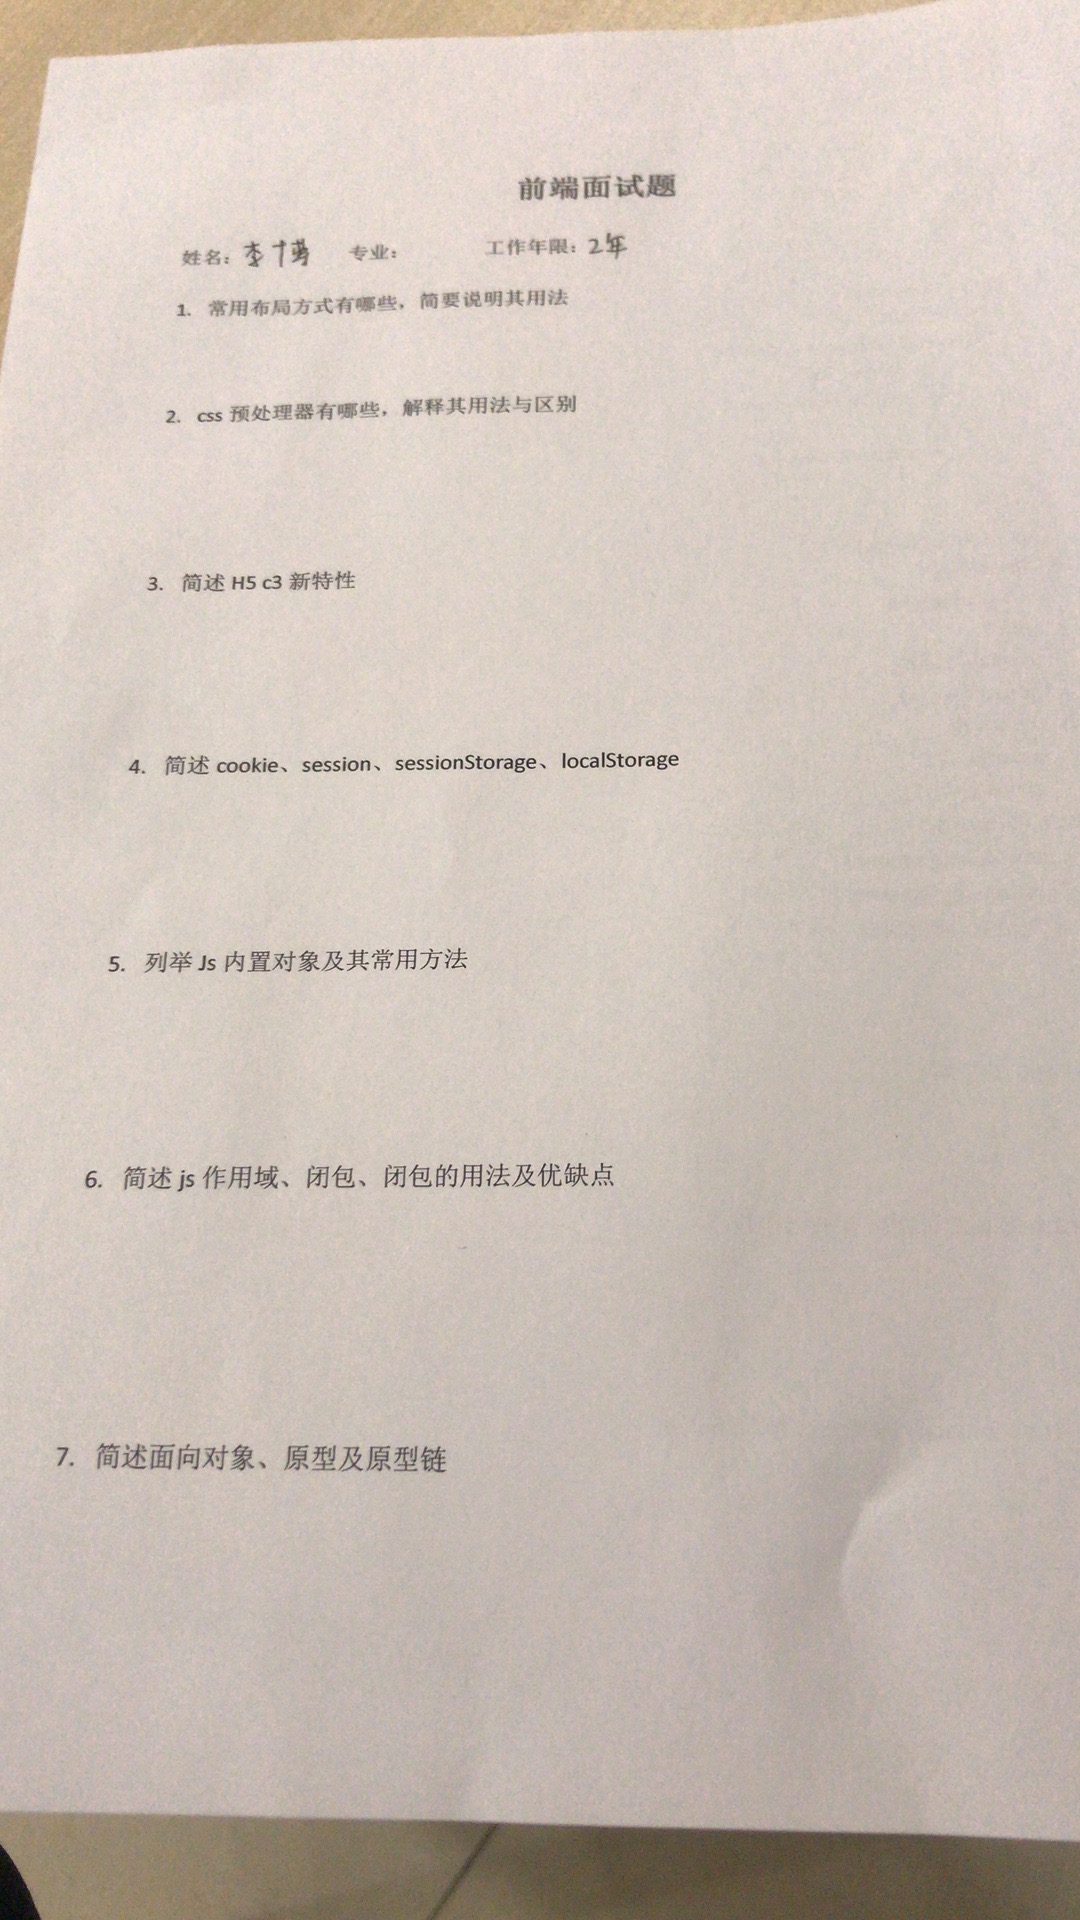 前端面试题
姓名：李博 专业： 工作年限：2年
1. 常用布局方式有哪些，简要说明其用法
2. css 预处理器有哪些，解释其用法与区别
3. 简述 H5 c3 新特性
4. 简述 cookie、session、sessionStorage、localStorage
5. 列举 Js 内置对象及其常用方法
6. 简述 js 作用域、闭包、闭包的用法及优缺点
7. 简述面向对象、原型及原型链